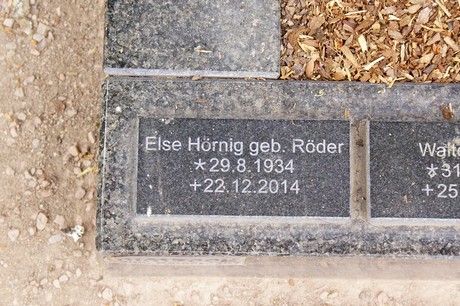 Else Hörnig geb. Röder
*29.8.1934
+22.12.2014